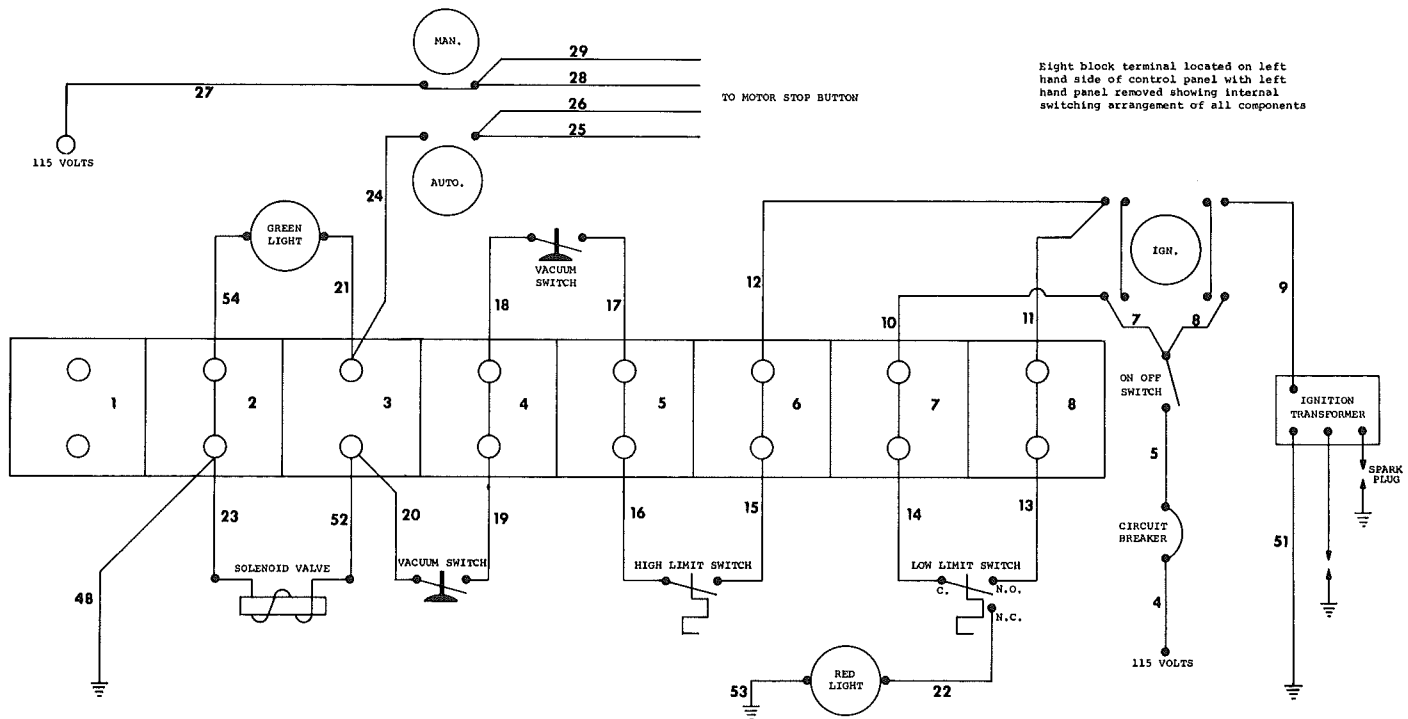 MAN.
29
28
27
26
25
TO MOTOR STOP BUTTON
Eight block terminal located on left
hand side of control panel with left
hand panel removed showing internal
switching arrangement of all components
115 VOLTS
AUTO.
24
GREEN
LIGHT
54
21
VACUUM
SWITCH
18
17
12
IGN.
10
11
7
8
9
1
2
3
4
5
6
7
8
ON OFF
SWITCH
IGNITION
TRANSFORMER
SPARK
PLUG
5
23
52
20
19
16
15
14
13
CIRCUIT
BREAKER
51
SOLENOID VALVE
VACUUM SWITCH
HIGH LIMIT SWITCH
LOW LIMIT SWITCH
C.
N.O.
N.C.
48
4
115 VOLTS
RED
LIGHT
53
22